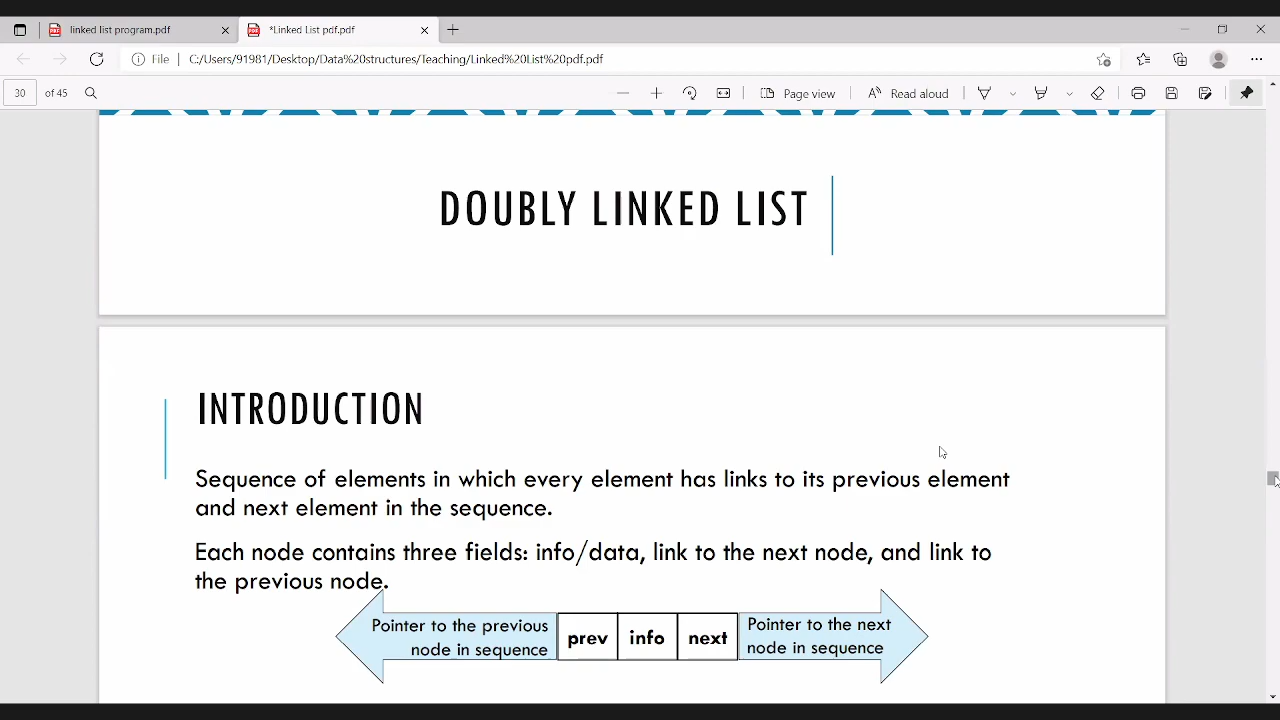 linked list program.pdf
*Linked List pdf.pdf
File
C:/Users/91981/Desktop/Data%20structures/Teaching/Linked%20List%20pdf.pdf
30 of 45
Page view
Read aloud
DOUBLY LINKED LIST
INTRODUCTION
Sequence of elements in which every element has links to its previous element
and next element in the sequence.
Each node contains three fields: info/data, link to the next node, and link to
the previous node.
Pointer to the previous
node in sequence
prev info next
Pointer to the next
node in sequence